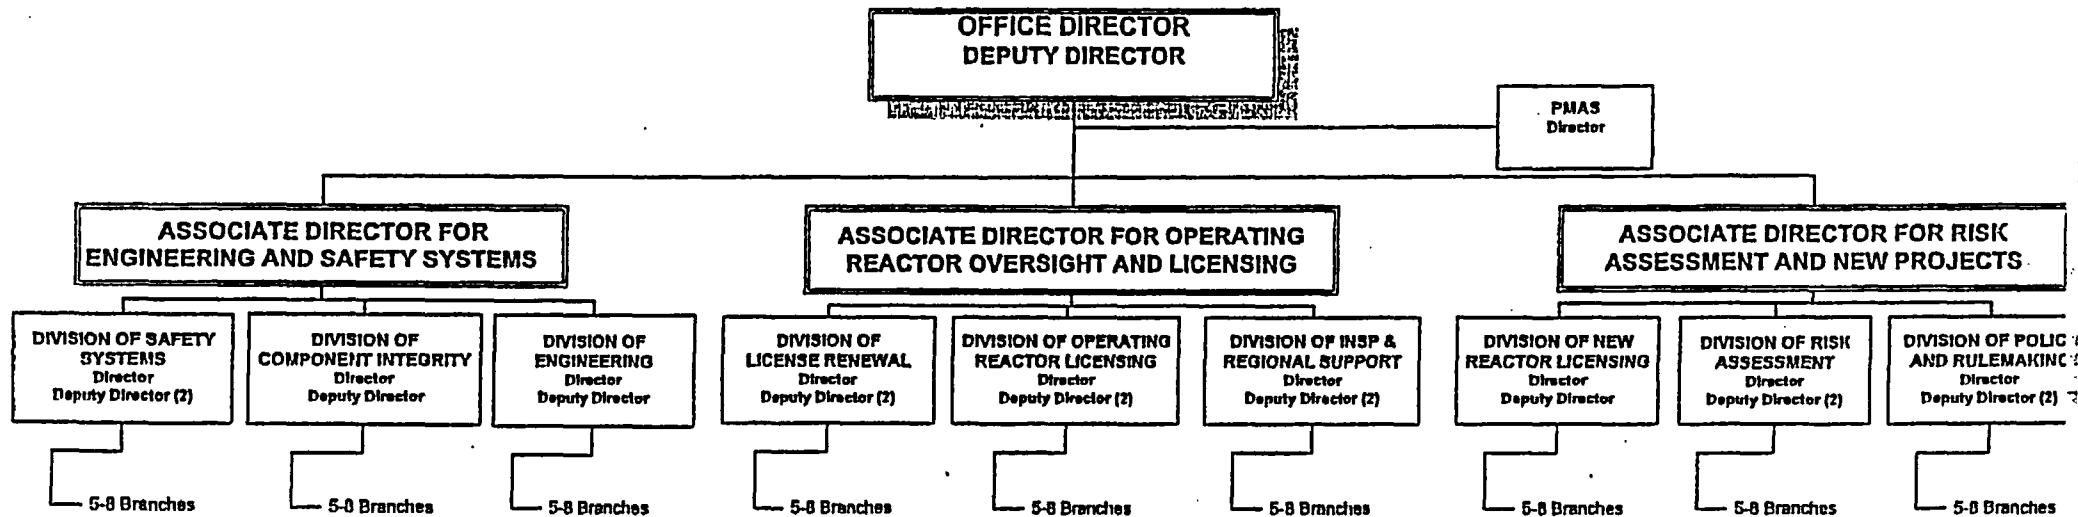 OFFICE DIRECTOR
DEPUTY DIRECTOR
PMAS
Director
ASSOCIATE DIRECTOR FOR
ENGINEERING AND SAFETY SYSTEMS
ASSOCIATE DIRECTOR FOR OPERATING
REACTOR OVERSIGHT AND LICENSING
ASSOCIATE DIRECTOR FOR RISK
ASSESSMENT AND NEW PROJECTS
DIVISION OF SAFETY
SYSTEMS
Director
Deputy Director (2)
DIVISION OF
COMPONENT INTEGRITY
Director
Deputy Director
DIVISION OF
ENGINEERING
Director
Deputy Director
DIVISION OF
LICENSE RENEWAL
Director
Deputy Director (2)
DIVISION OF OPERATING
REACTOR LICENSING
Director
Deputy Director (2)
DIVISION OF INSP &
REGIONAL SUPPORT
Director
Deputy Director (2)
DIVISION OF NEW
REACTOR LICENSING
Director
Deputy Director
DIVISION OF RISK
ASSESSMENT
Director
Deputy Director (2)
DIVISION OF POLIC
AND RULEMAKING
Director
Deputy Director (2)
5-8 Branches
5-8 Branches
5-8 Branches
5-8 Branches
5-8 Branches
5-8 Branches
5-8 Branches
5-8 Branches
5-8 Branches